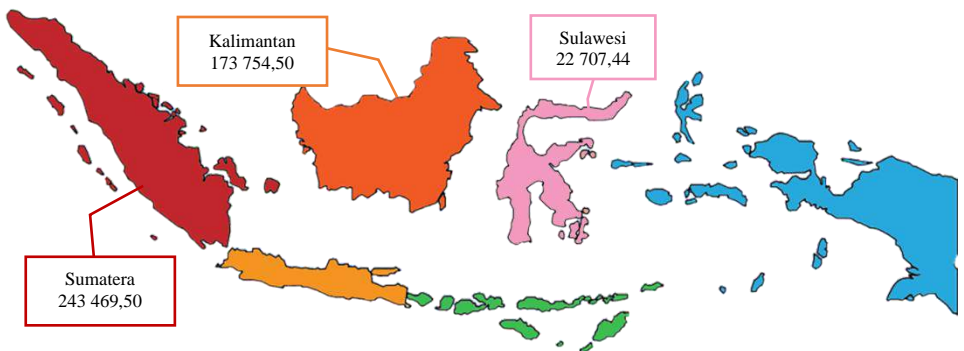 Kalimantan
173 754,50
Sulawesi
22 707,44
Sumatera
243 469,50